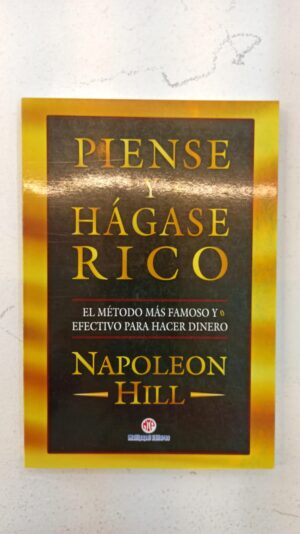 PIENSE
Y
HÁGASE
RICO
EL MÉTODO MÁS FAMOSO Y
EFECTIVO PARA HACER DINERO
NAPOLEON
HILL